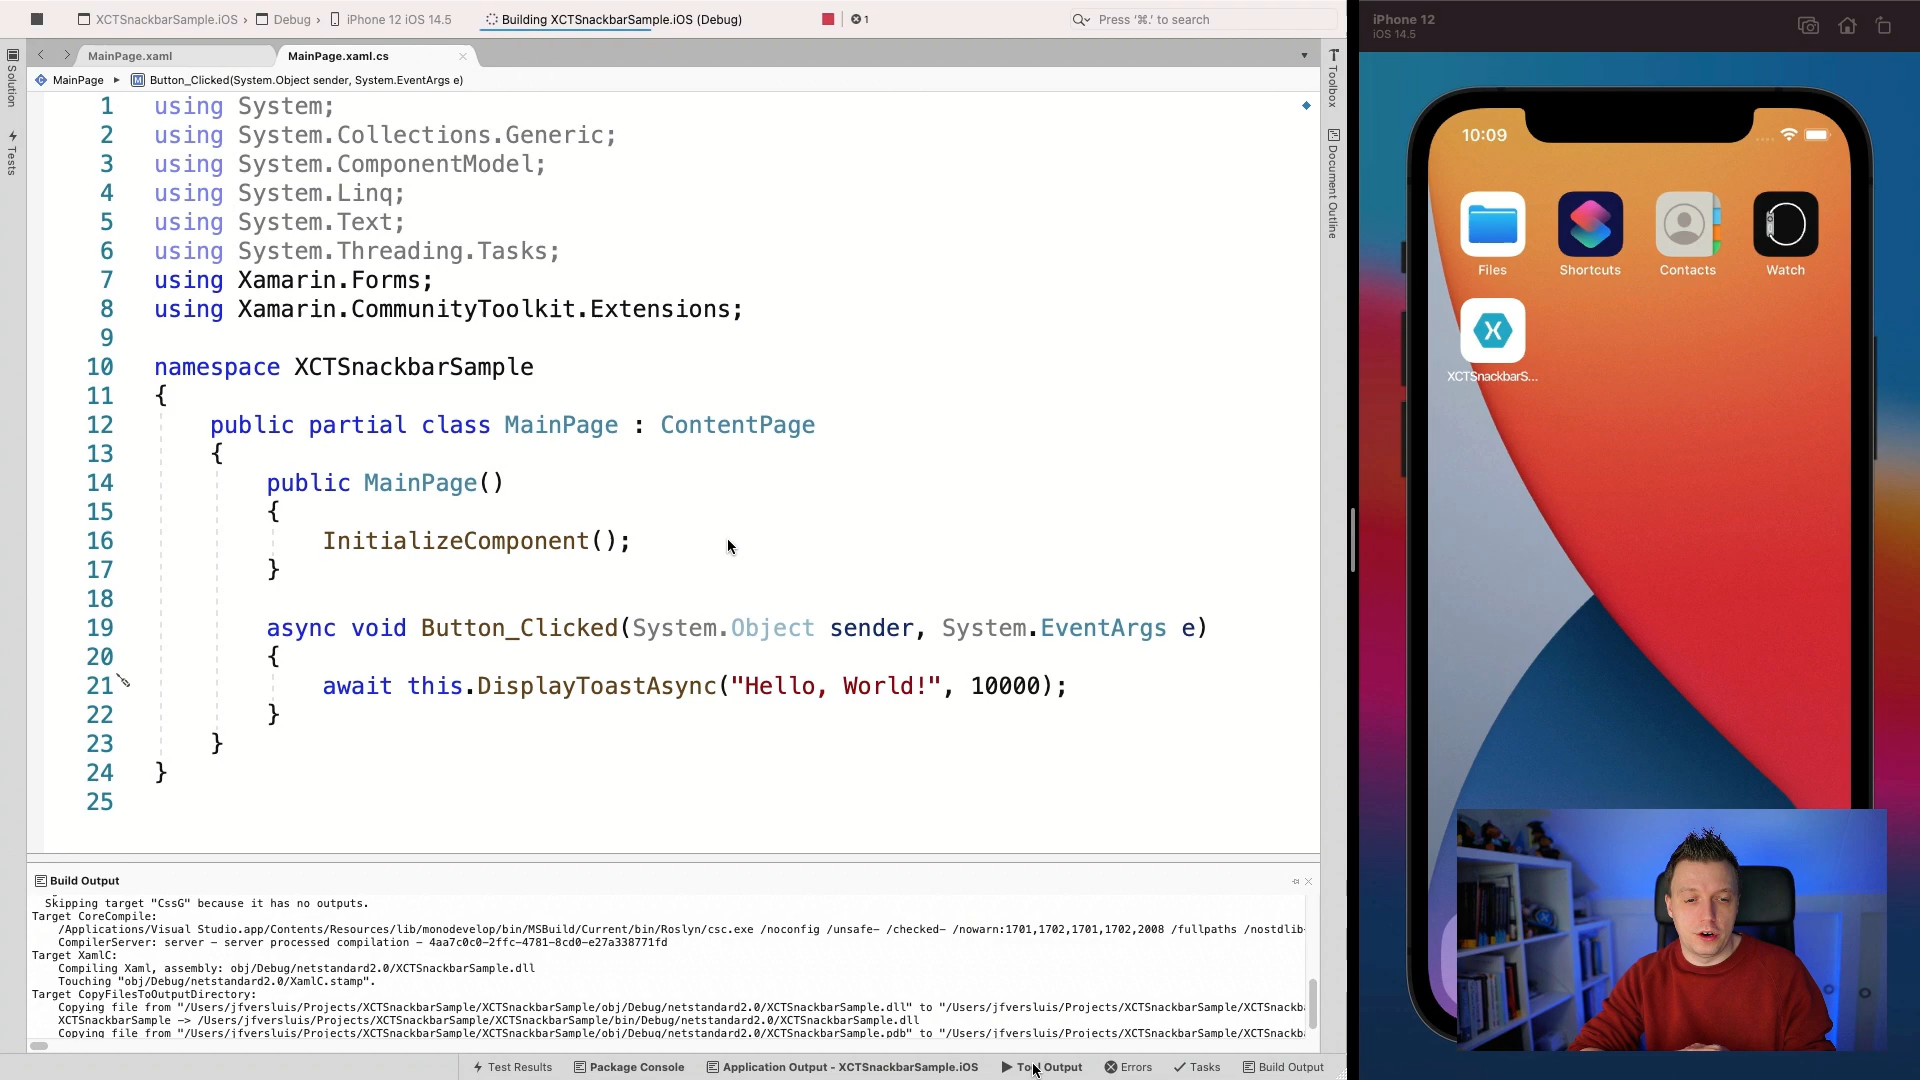 XCTSnackbarSample.iOS › Debug › iPhone 12 iOS 14.5
Building XCTSnackbarSample.iOS (Debug)
1
Press '⌘.' to search
iPhone 12
iOS 14.5
MainPage.xaml
MainPage.xaml.cs
MainPage
Button_Clicked(System.Object sender, System.EventArgs e)
Solution
Tests
Toolbox
Document Outline
1 using System;
2 using System.Collections.Generic;
3 using System.ComponentModel;
4 using System.Linq;
5 using System.Text;
6 using System.Threading.Tasks;
7 using Xamarin.Forms;
8 using Xamarin.CommunityToolkit.Extensions;
9
10 namespace XCTSnackbarSample
11 {
12 public partial class MainPage : ContentPage
13 {
14 public MainPage()
15 {
16 InitializeComponent();
17 }
18
19 async void Button_Clicked(System.Object sender, System.EventArgs e)
20 {
21 await this.DisplayToastAsync("Hello, World!", 10000);
22 }
23 }
24 }
25
10:09
Files
Shortcuts
Contacts
Watch
XCTSnackbarS...
Build Output
Skipping target "CssG" because it has no outputs.
Target CoreCompile:
/Applications/Visual Studio.app/Contents/Resources/lib/monodevelop/bin/MSBuild/Current/bin/Roslyn/csc.exe /noconfig /unsafe- /checked- /nowarn:1701,1702,1701,1702,2008 /fullpaths /nostdlib-
CompilerServer: server - server processed compilation - 4aa7c0c0-2ffc-4781-8cd0-e27a338771fd
Target XamlC:
Compiling Xaml, assembly: obj/Debug/netstandard2.0/XCTSnackbarSample.dll
Touching "obj/Debug/netstandard2.0/XamlC.stamp".
Target CopyFilesToOutputDirectory:
Copying file from "/Users/jfversluis/Projects/XCTSnackbarSample/XCTSnackbarSample/obj/Debug/netstandard2.0/XCTSnackbarSample.dll" to "/Users/jfversluis/Projects/XCTSnackbarSample/XCTSnackb
XCTSnackbarSample -> /Users/jfversluis/Projects/XCTSnackbarSample/XCTSnackbarSample/bin/Debug/netstandard2.0/XCTSnackbarSample.dll
Copying file from "/Users/jfversluis/Projects/XCTSnackbarSample/XCTSnackbarSample/obj/Debug/netstandard2.0/XCTSnackbarSample.pdb" to "/Users/jfversluis/Projects/XCTSnackbarSample/XCTSnackb
Test Results
Package Console
Application Output - XCTSnackbarSample.iOS
Output
Errors
Tasks
Build Output